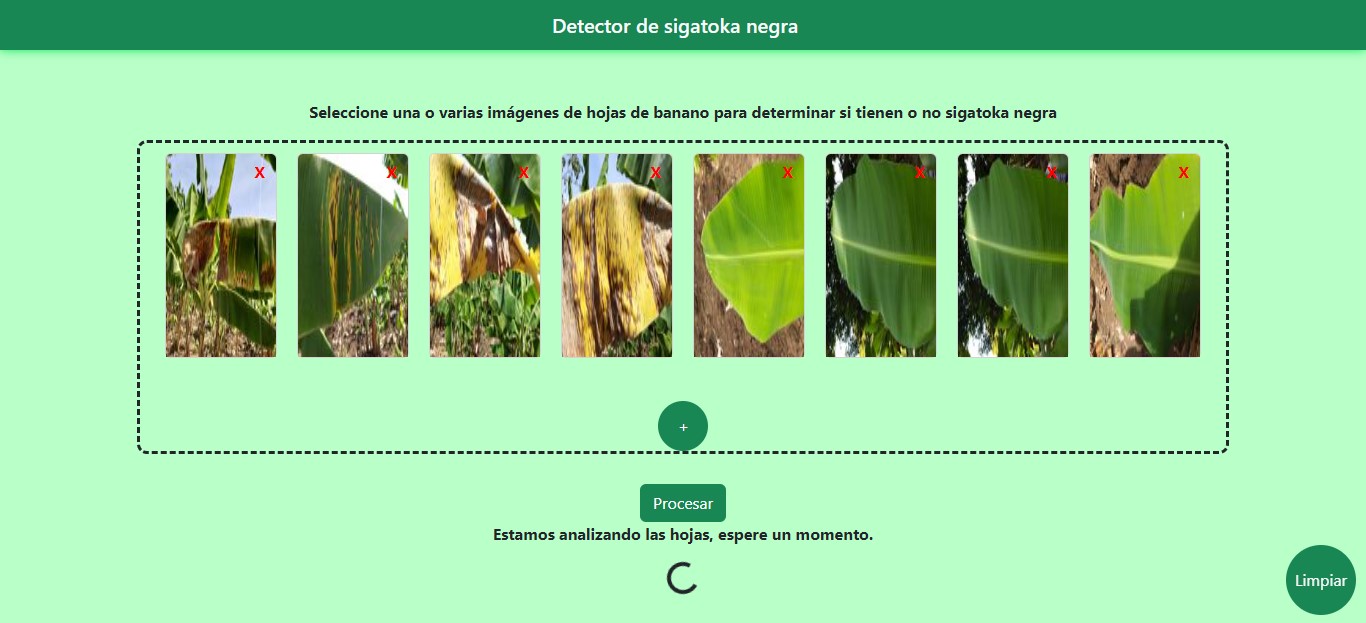 Detector de sigatoka negra
Seleccione una o varias imágenes de hojas de banano para determinar si tienen o no sigatoka negra
X X X X X X X X
+
Procesar
Estamos analizando las hojas, espere un momento.
Limpiar